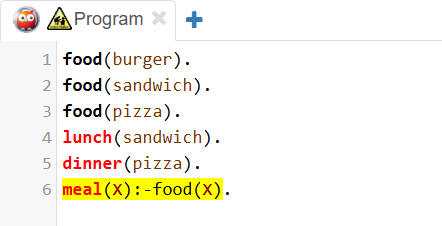 Program
1 food(burger).
2 food(sandwich).
3 food(pizza).
4 lunch(sandwich).
5 dinner(pizza).
6 meal(X):-food(X).